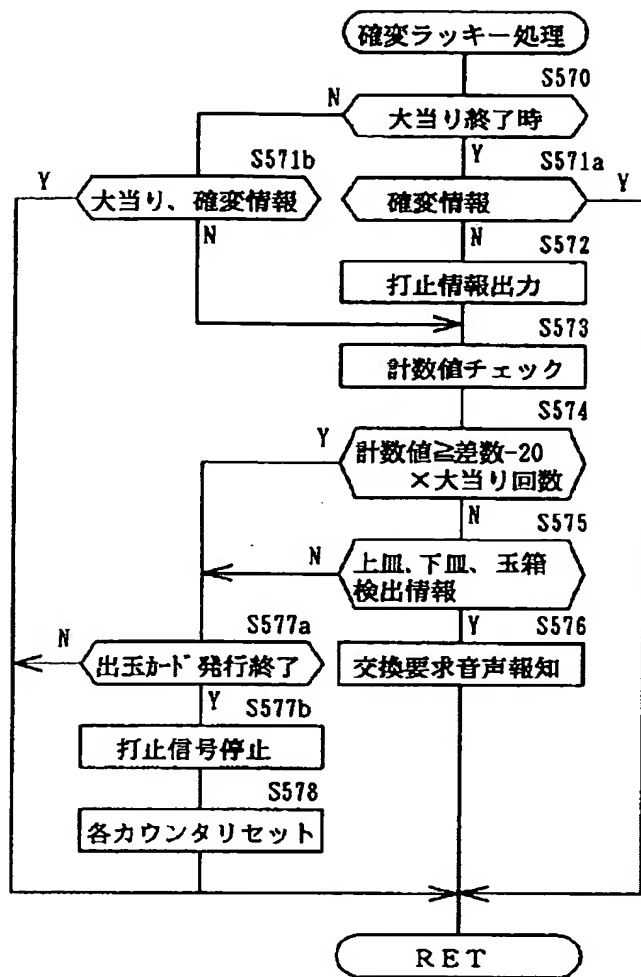 確変ラッキー処理
S570
大当り終了時
N
Y
S571b
S571a
Y
大当り、確変情報
確変情報
Y
N
N
S572
打止情報出力
S573
計数値チェック
S574
Y
計数値≧差数-20
×大当り回数
N
S575
N
上皿、下皿、玉箱
検出情報
S577a
Y
S576
N
出玉カード発行終了
交換要求音声報知
Y
S577b
打止信号停止
S578
各カウンタリセット
RET